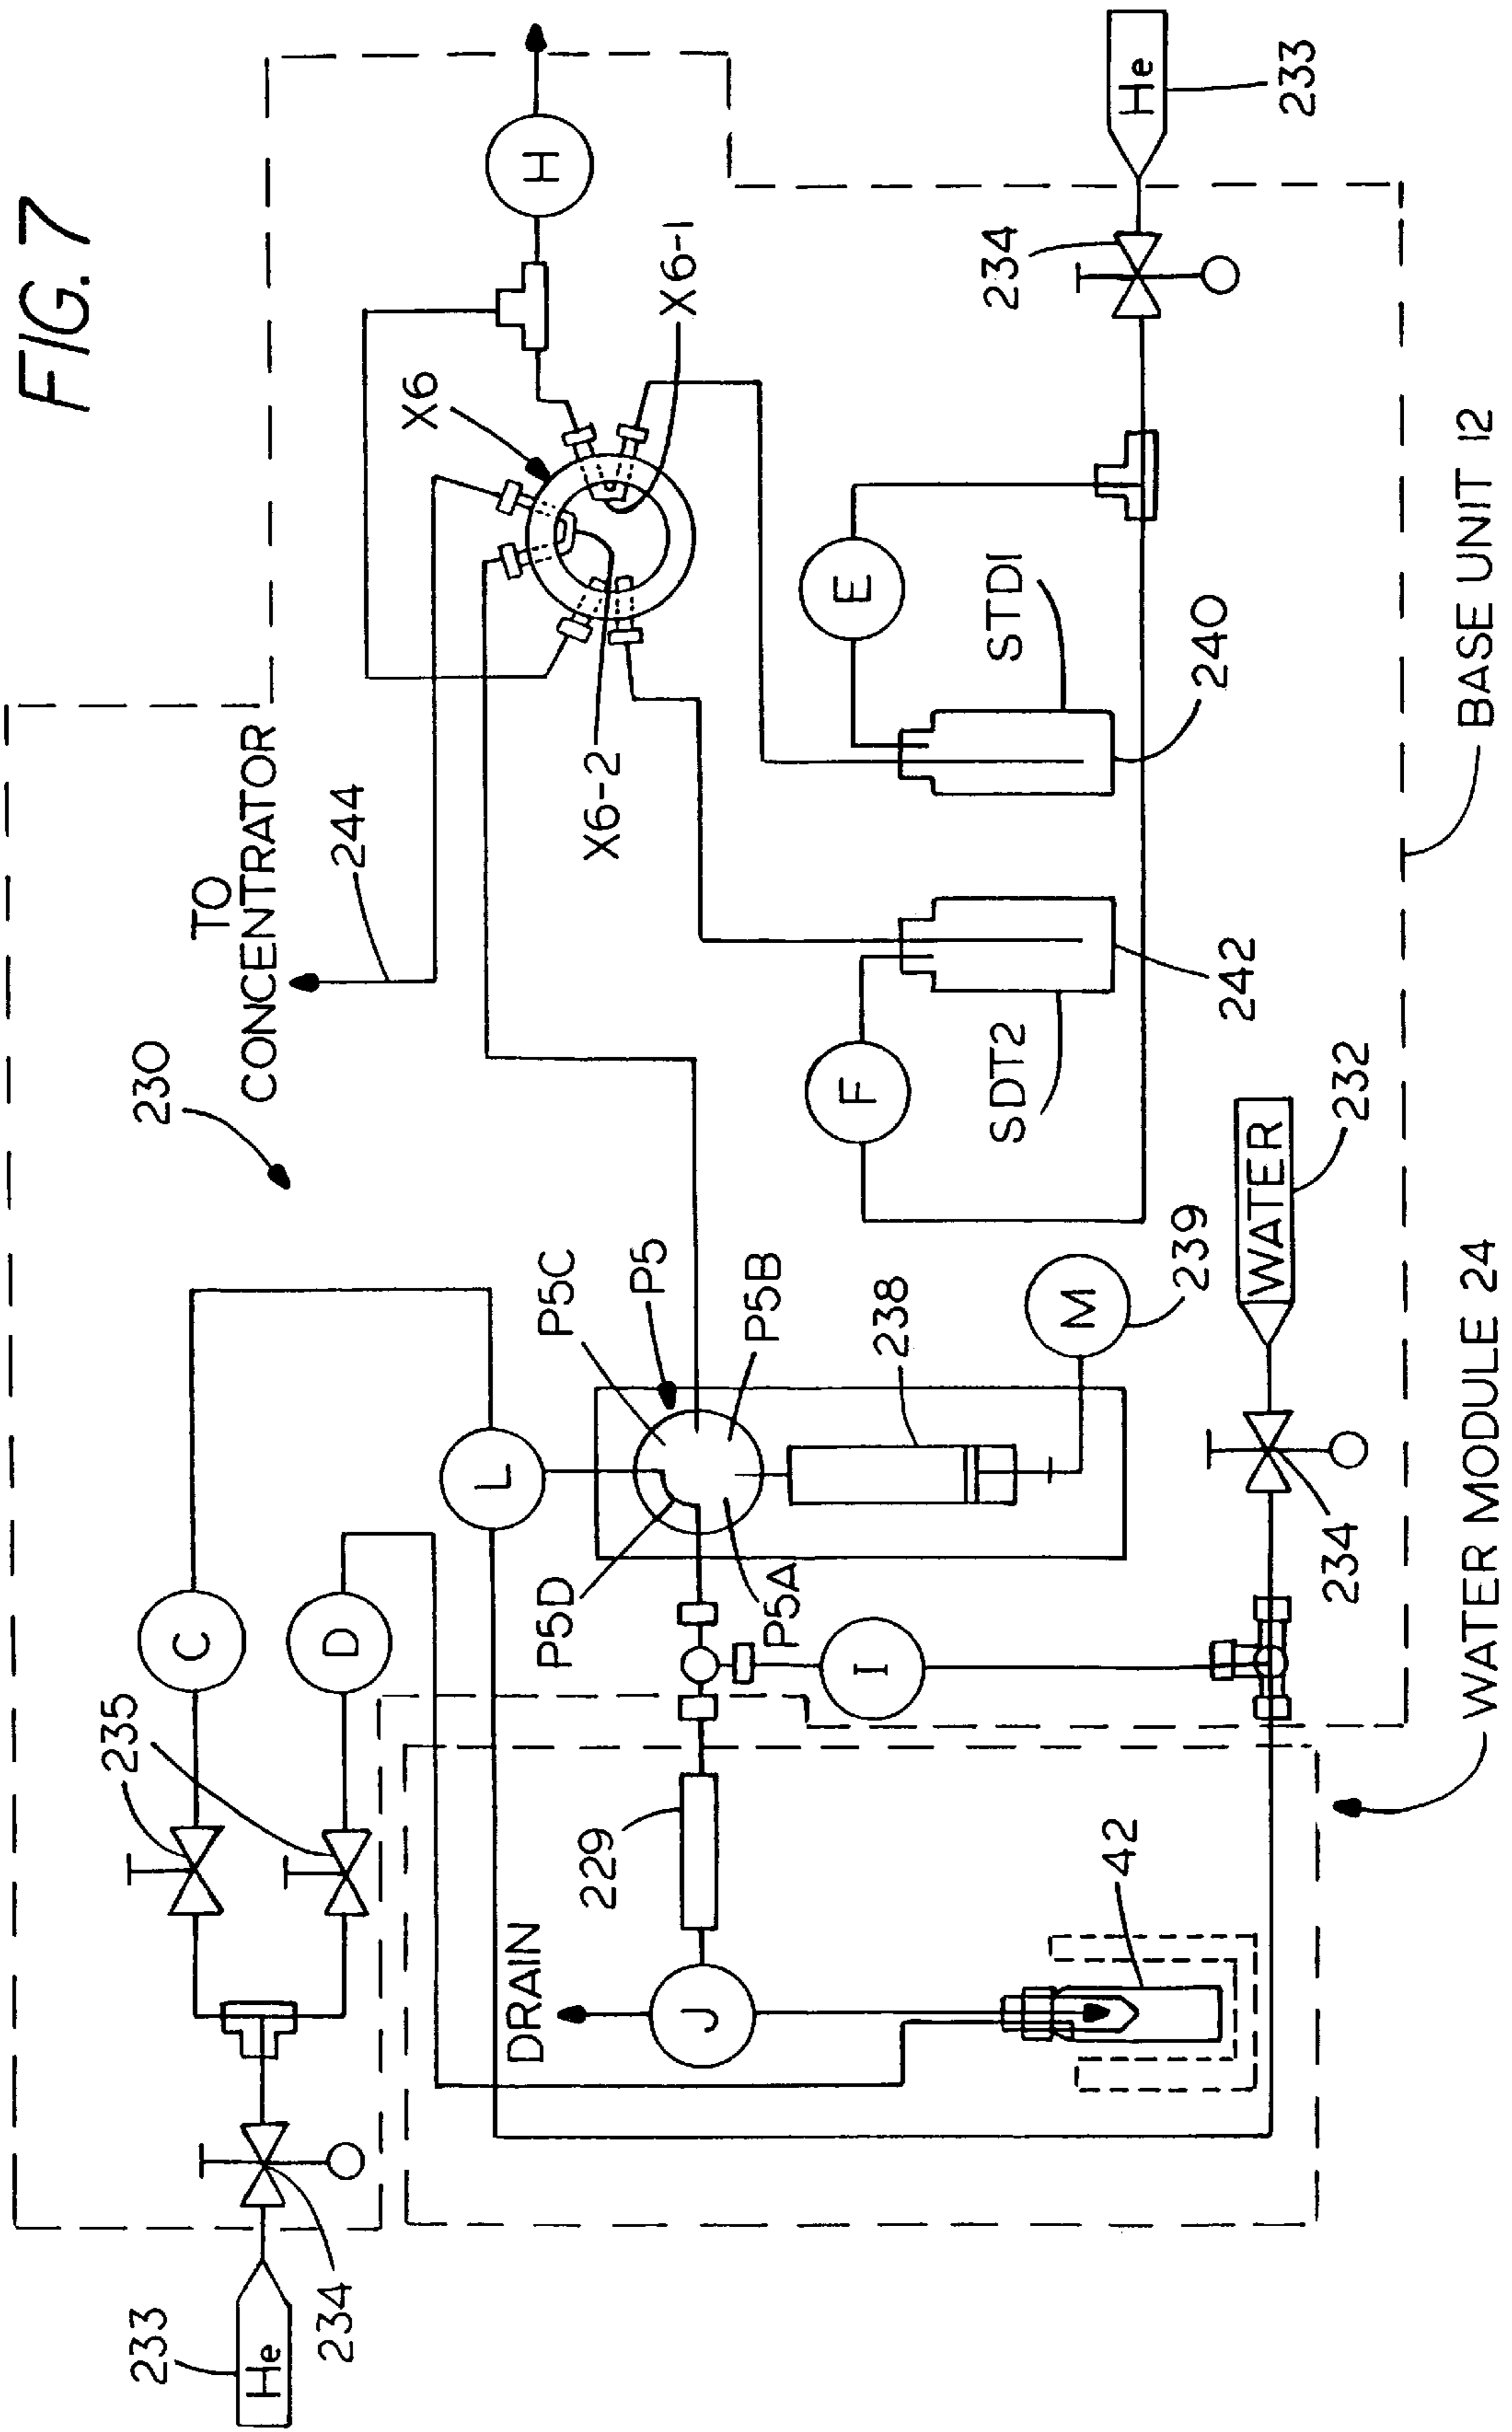 FIG. 7
233
He
234
235
C
D
L
230
TO
CONCENTRATOR
244
X6
H
X6-1
X6-2
DRAIN
J
229
I
P5D
P5A
P5C
P5
P5B
238
M
239
F
SDT2
242
E
STD1
240
234
He
233
42
234
WATER
232
WATER MODULE 24
BASE UNIT 12